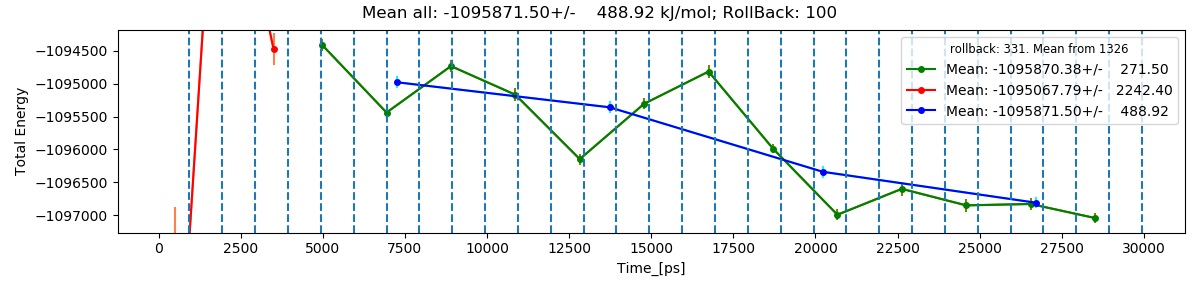 Mean all: -1095871.50+/-    488.92 kJ/mol; RollBack: 100
rollback: 331. Mean from 1326
Mean: -1095870.38+/-    271.50
Mean: -1095067.79+/-   2242.40
Mean: -1095871.50+/-    488.92
Total Energy
−1094500
−1095000
−1095500
−1096000
−1096500
−1097000
0 2500 5000 7500 10000 12500 15000 17500 20000 22500 25000 27500 30000
Time_[ps]